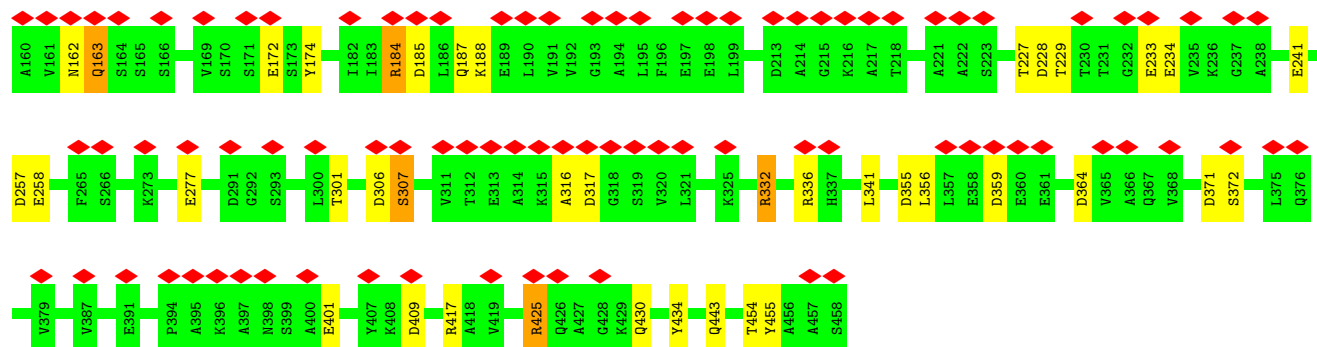 A160 V161 N162 Q163 S164 S165 S166 V169 S170 S171 E172 S173 Y174 I182 I183 R184 D185 L186 Q187 K188 E189 L190 V191 V192 G193 A194 L195 F196 E197 E198 L199 D213 A214 G215 K216 A217 T218 A221 A222 S223 T227 D228 T229 T230 T231 G232 E233 E234 V235 K236 G237 A238 E241
D257 E258 F265 S266 K273 E277 D291 G292 S293 L300 T301 D306 S307 V311 T312 E313 A314 K315 A316 D317 G318 S319 V320 L321 K325 R332 R336 H337 L341 D355 L356 L357 E358 D359 E360 E361 D364 V365 A366 Q367 V368 D371 S372 L375 Q376
V379 V387 E391 P394 A395 K396 A397 N398 S399 A400 E401 Y407 K408 D409 R417 A418 V419 R425 Q426 A427 G428 K429 Q430 Y434 Q443 T454 Y455 A456 A457 S458